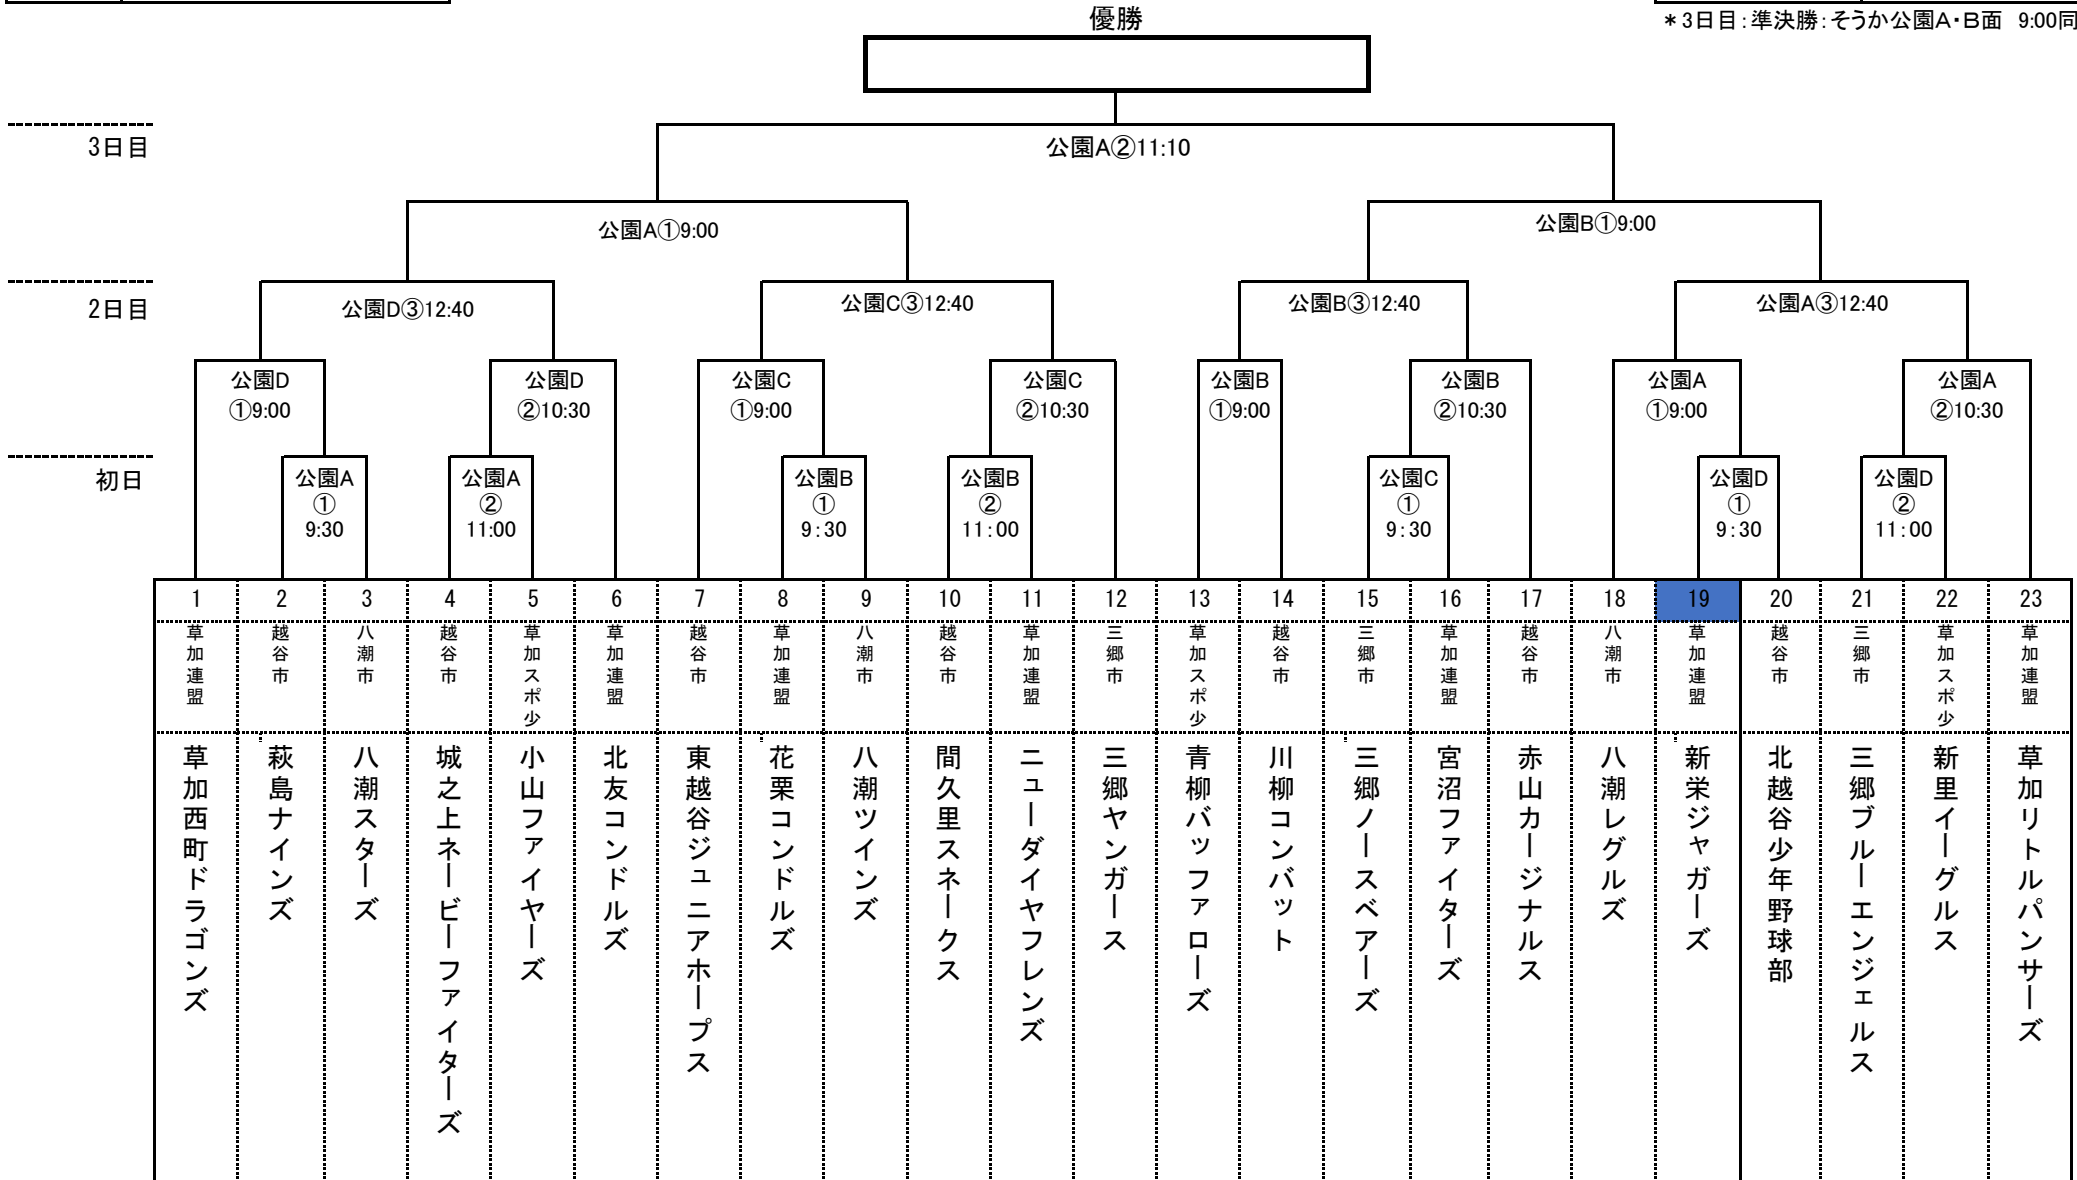 優勝
＊3日目：準決勝：そうか公園A・B面　9:00同
3日目
公園A②11:10
公園A①9:00
公園B①9:00
2日目
公園D③12:40
公園C③12:40
公園B③12:40
公園A③12:40
公園D
①9:00
公園D
②10:30
公園C
①9:00
公園C
②10:30
公園B
①9:00
公園B
②10:30
公園A
①9:00
公園A
②10:30
初日
公園A
①
9:30
公園A
②
11:00
公園B
①
9：30
公園B
②
11：00
公園C
①
9：30
公園D
①
9：30
公園D
②
11：00
1 2 3 4 5 6 7 8 9 10 11 12 13 14 15 16 17 18 19 20 21 22 23
草加連盟
越谷市
八潮市
越谷市
草加スポ少
草加連盟
越谷市
草加連盟
八潮市
越谷市
草加連盟
三郷市
草加スポ少
越谷市
三郷市
草加連盟
越谷市
八潮市
草加連盟
越谷市
三郷市
草加スポ少
草加連盟
草加西町ドラゴンズ
萩島ナインズ
八潮スターズ
城之上ネービーファイターズ
小山ファイヤーズ
北友コンドルズ
東越谷ジュニアホープス
花栗コンドルズ
八潮ツインズ
間久里スネークス
ニューダイヤフレンズ
三郷ヤンガース
青柳バッファローズ
川柳コンバット
三郷ノースベアーズ
宮沼ファイターズ
赤山カージナルス
八潮レグルズ
新栄ジャガーズ
北越谷少年野球部
三郷ブルーエンジェルス
新里イーグルス
草加リトルパンサーズ